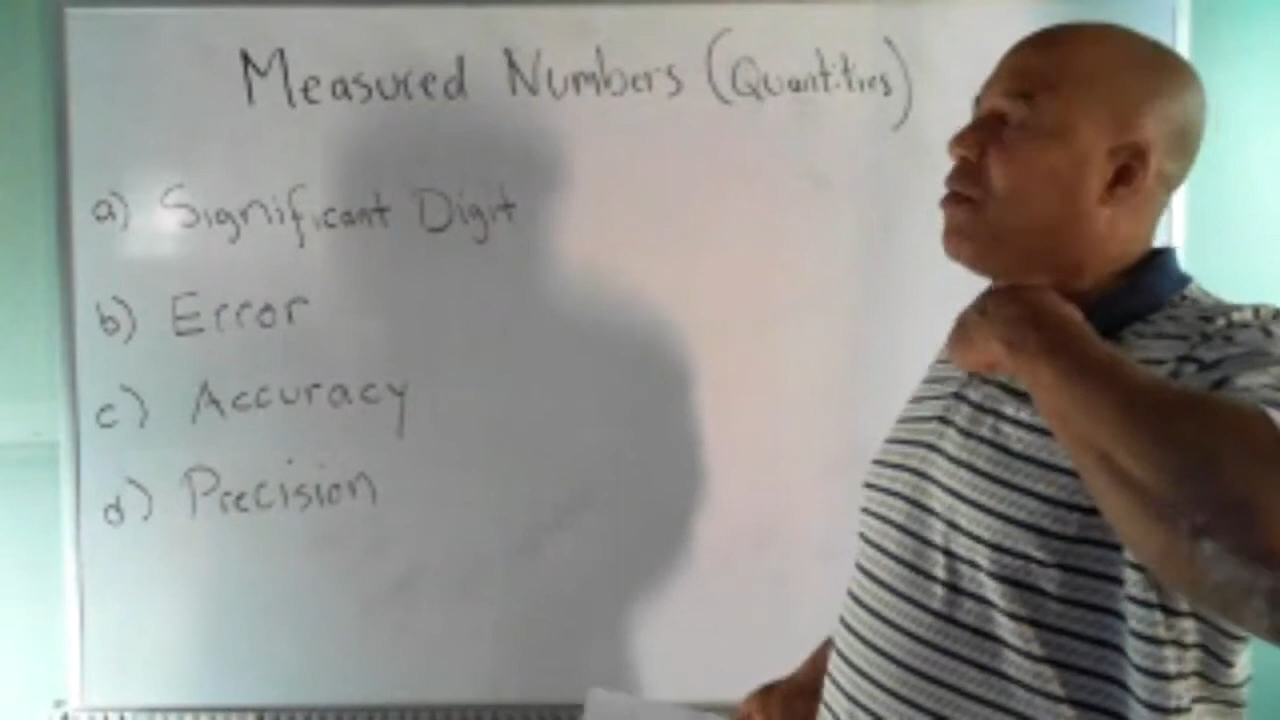 Measured Numbers (Quantities)
a) Significant Digit
b) Error
c) Accuracy
d) Precision